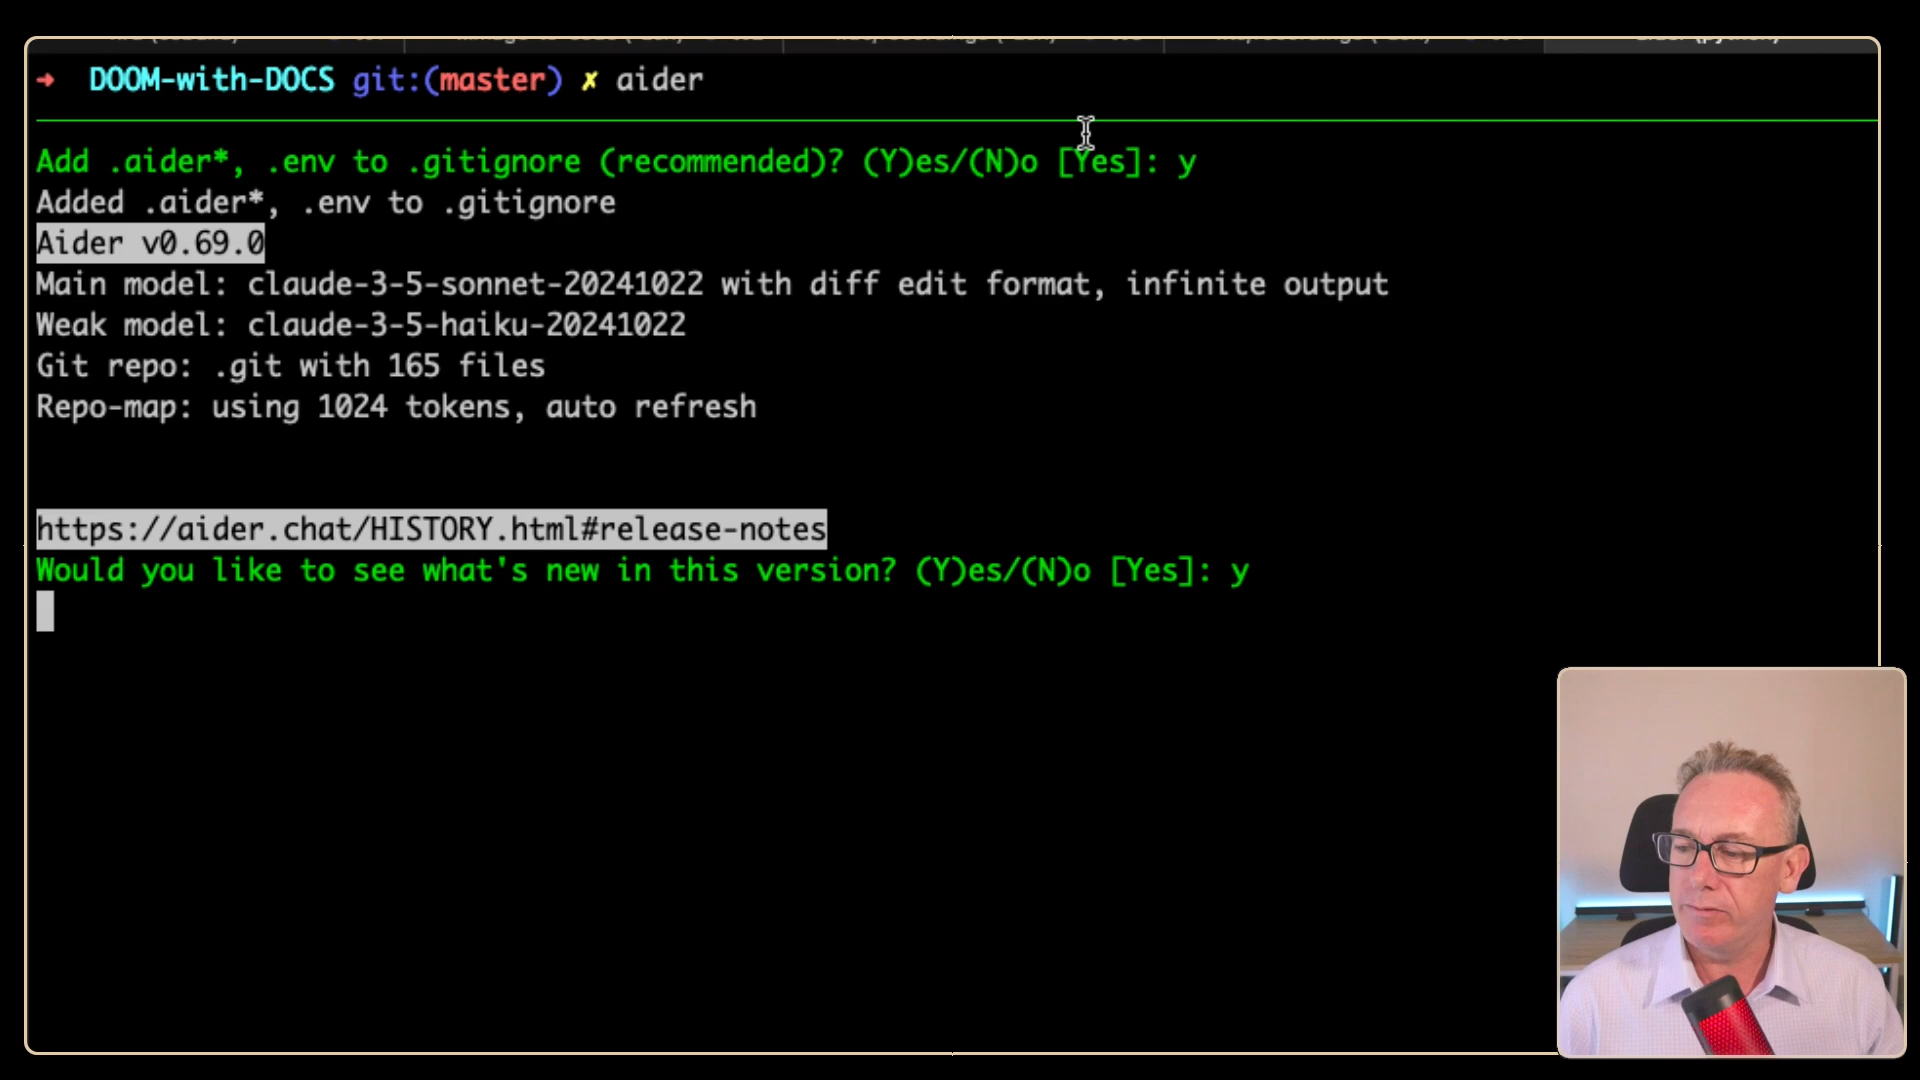 → DOOM-with-DOCS git:(master) ✗ aider
Add .aider*, .env to .gitignore (recommended)? (Y)es/(N)o [Yes]: y
Added .aider*, .env to .gitignore
Aider v0.69.0
Main model: claude-3-5-sonnet-20241022 with diff edit format, infinite output
Weak model: claude-3-5-haiku-20241022
Git repo: .git with 165 files
Repo-map: using 1024 tokens, auto refresh
https://aider.chat/HISTORY.html#release-notes
Would you like to see what's new in this version? (Y)es/(N)o [Yes]: y